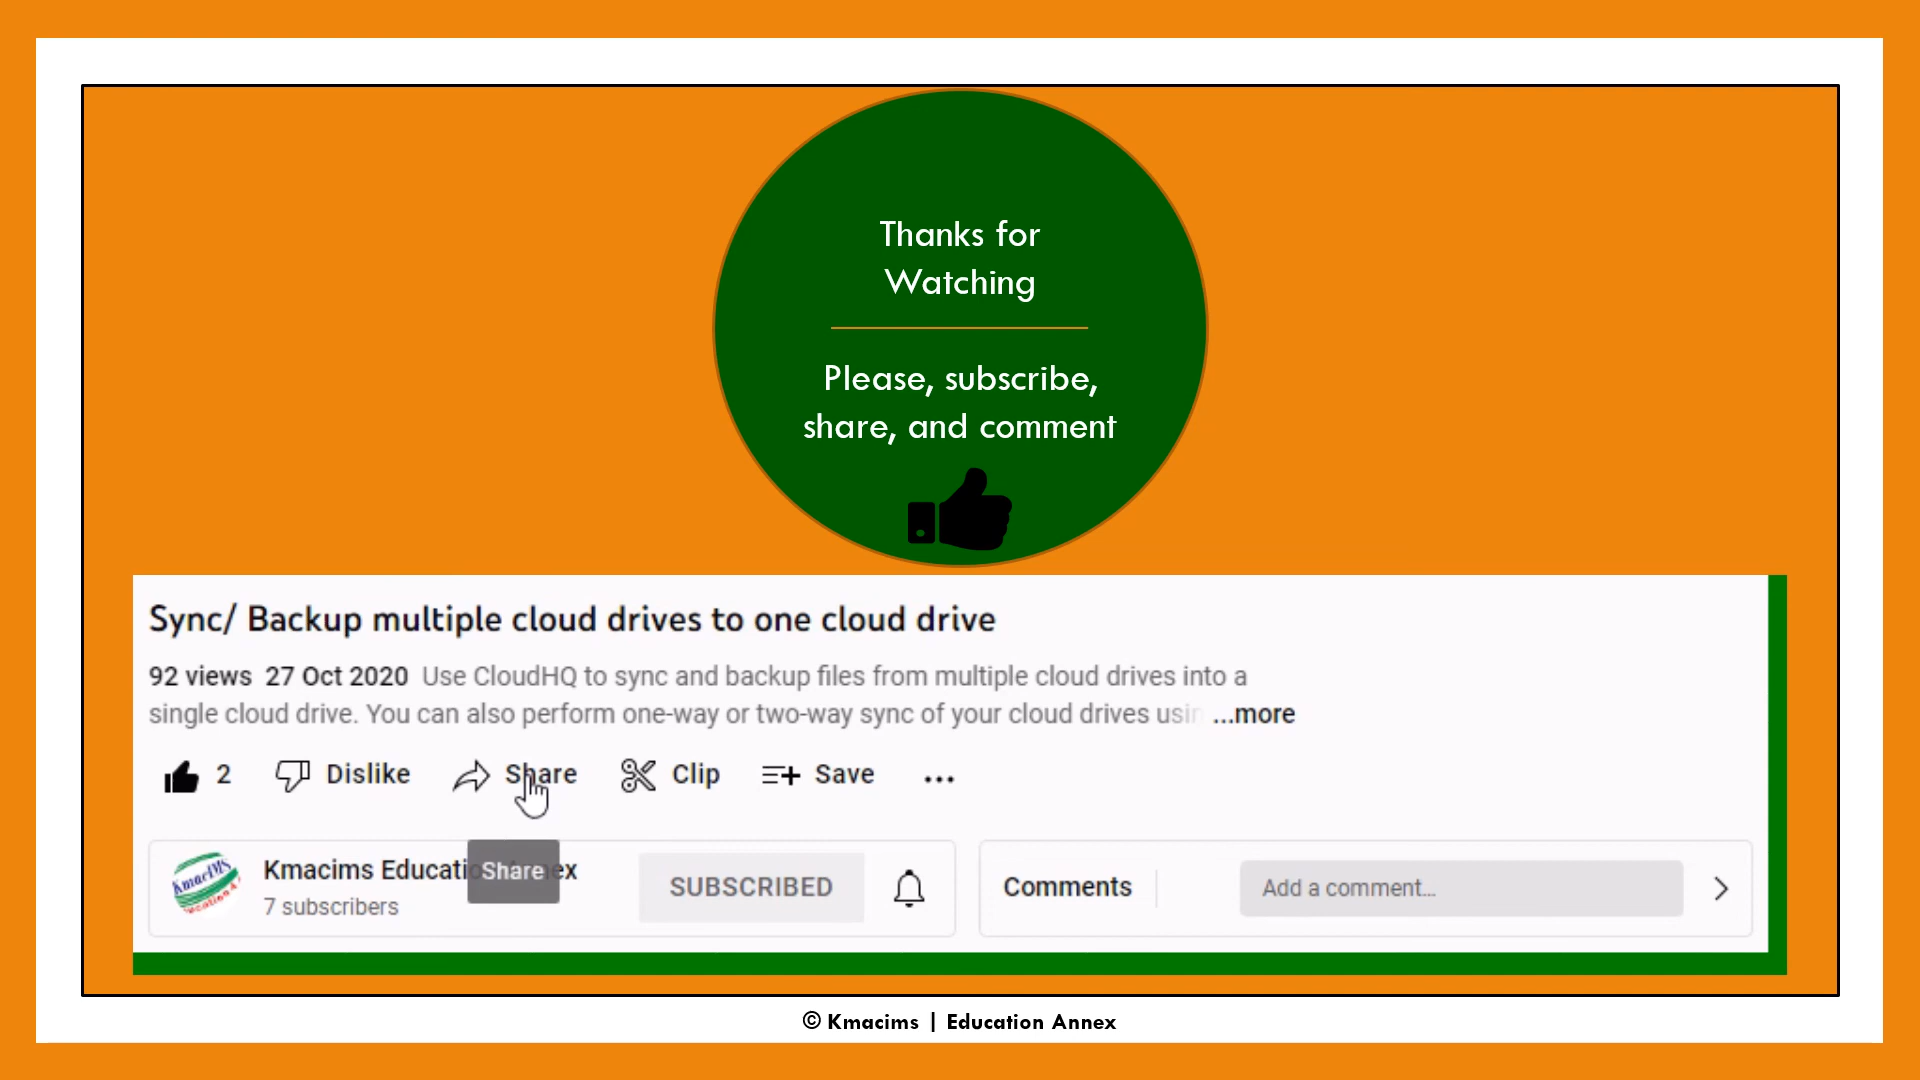 Thanks for
Watching
Please, subscribe,
share, and comment
Sync/ Backup multiple cloud drives to one cloud drive
92 views 27 Oct 2020 Use CloudHQ to sync and backup files from multiple cloud drives into a
single cloud drive. You can also perform one-way or two-way sync of your cloud drives usin ...more
2 Dislike Share Clip Save ...
Kmacims Educati ex
Share
7 subscribers
SUBSCRIBED
Comments
Add a comment...
KmacIMS
© Kmacims | Education Annex